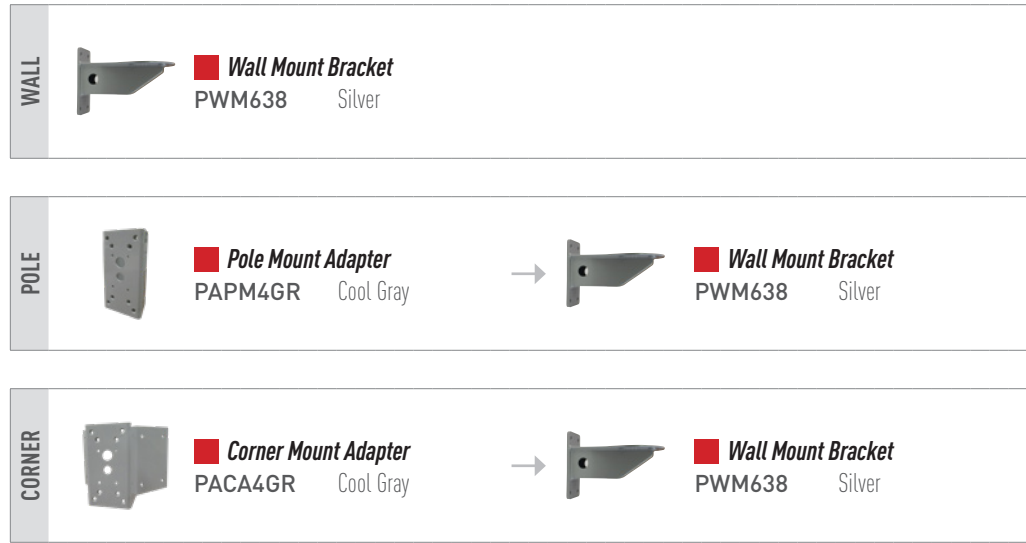 WALL
Wall Mount Bracket
PWM638 Silver
POLE
Pole Mount Adapter
PAPM4GR Cool Gray
Wall Mount Bracket
PWM638 Silver
CORNER
Corner Mount Adapter
PACA4GR Cool Gray
Wall Mount Bracket
PWM638 Silver